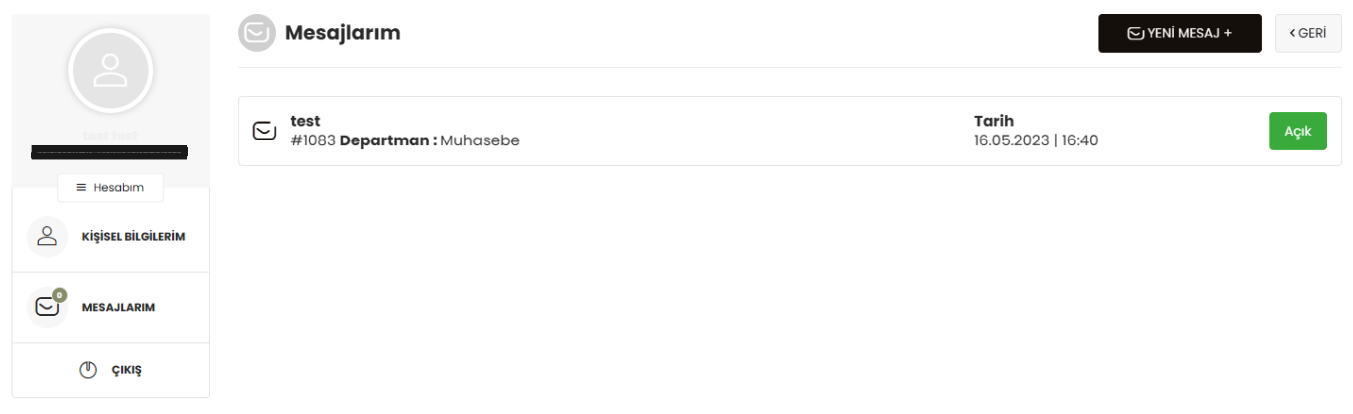 test test
Hesabım
KİŞİSEL BİLGİLERİM
0
MESAJLARIM
ÇIKIŞ
Mesajlarım
YENİ MESAJ +
GERİ
test
#1083 Departman : Muhasebe
Tarih
16.05.2023 | 16:40
Açık